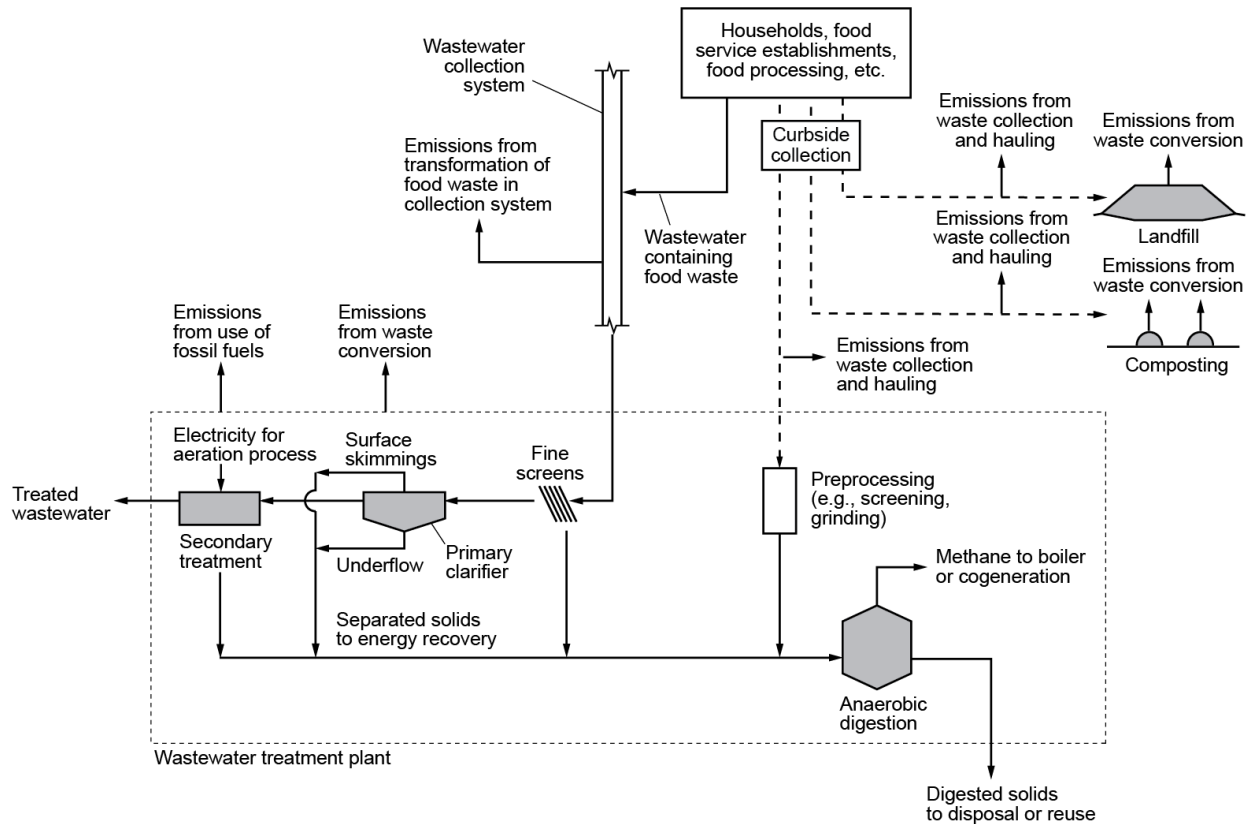 Households, food
service establishments,
food processing, etc.
Wastewater
collection
system
Emissions from
waste collection
and hauling
Emissions from
waste conversion
Curbside
collection
Emissions from
transformation of
food waste in
collection system
Landfill
Wastewater
containing
food waste
Emissions from
waste collection
and hauling
Emissions from
waste conversion
Composting
Emissions
from use of
fossil fuels
Emissions
from waste
conversion
Emissions from
waste collection
and hauling
Electricity for
aeration process
Surface
skimmings
Fine
screens
Treated
wastewater
Preprocessing
(e.g., screening,
grinding)
Secondary
treatment
Underflow
Primary
clarifier
Methane to boiler
or cogeneration
Separated solids
to energy recovery
Anaerobic
digestion
Wastewater treatment plant
Digested solids
to disposal or reuse